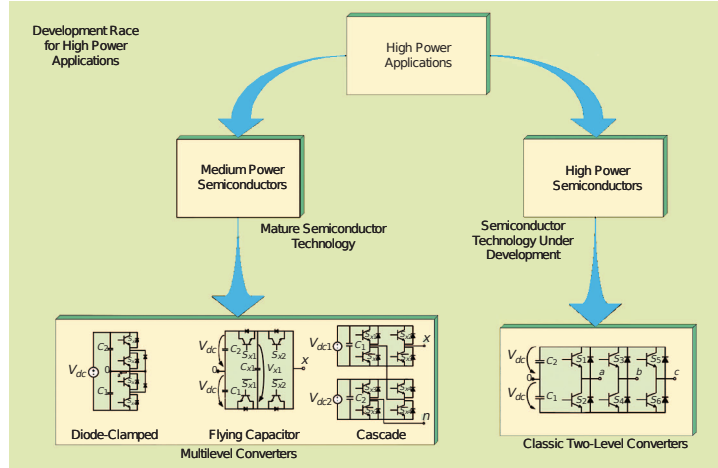 Development Race
for High Power
Applications
High Power
Applications
Medium Power
Semiconductors
High Power
Semiconductors
Mature Semiconductor
Technology
Semiconductor
Technology Under
Development
Vdc
C2
0
C1
Diode-Clamped
Vdc
C2
Sx1
Sx2
0
Cx1
Vx1
x
Vdc
C1
Sx1
Sx2
Flying Capacitor
Vdc1
C1
x
Vdc2
C2
n
Cascade
Multilevel Converters
Vdc
C2
S1
S3
S5
0
a
b
c
Vdc
C1
S2
S4
S6
Classic Two-Level Converters